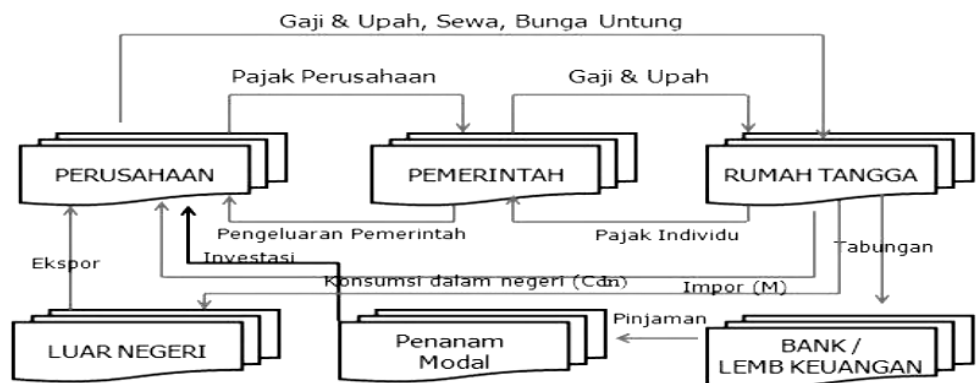 Gaji & Upah, Sewa, Bunga Untung
Pajak Perusahaan
Gaji & Upah
PERUSAHAAN
PEMERINTAH
RUMAH TANGGA
Pengeluaran Pemerintah
Pajak Individu
Tabungan
Ekspor
Investasi
Konsumsi dalam negeri (Cdn)
Impor (M)
Pinjaman
LUAR NEGERI
Penanam
Modal
BANK /
LEMB KEUANGAN